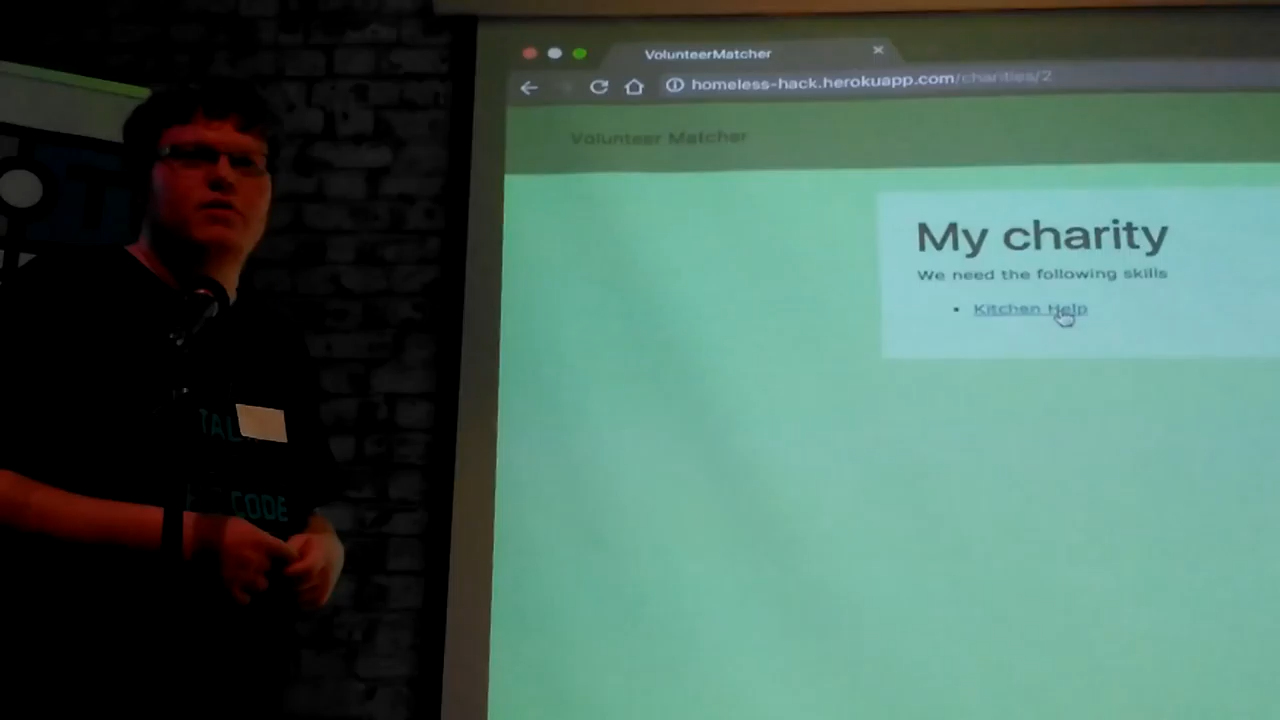 VolunteerMatcher
homeless-hack.herokuapp.com/charities/2
Volunteer Matcher
My charity
We need the following skills
Kitchen Help
CODE